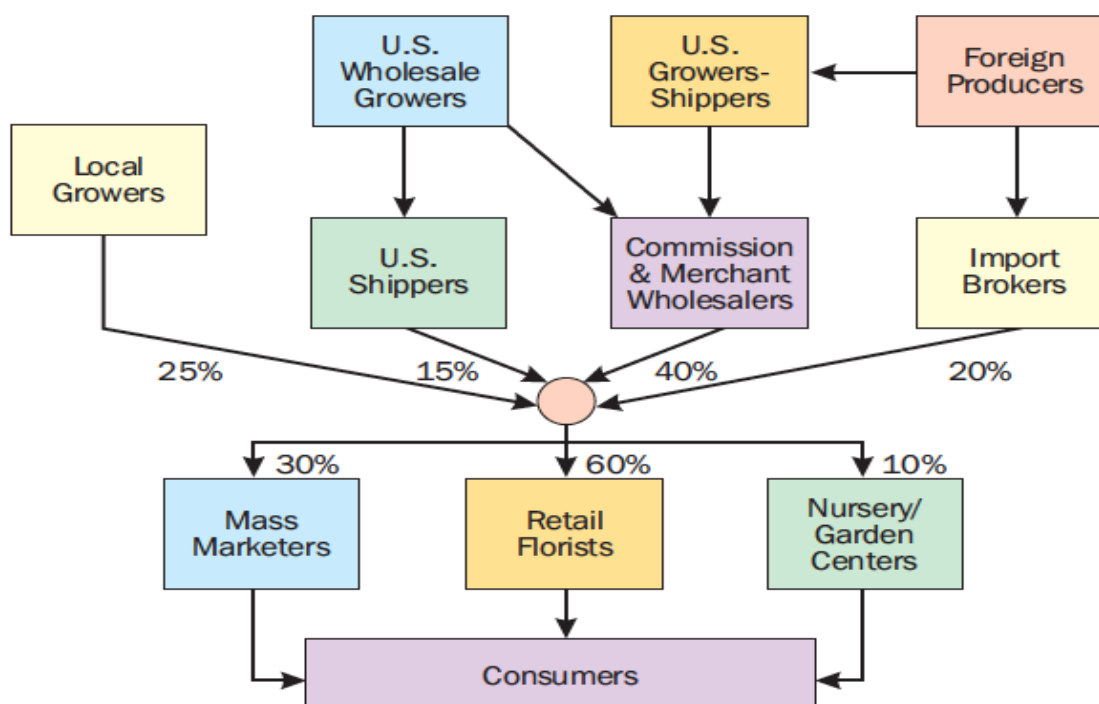 U.S.
Wholesale
Growers
U.S.
Growers-
Shippers
Foreign
Producers
Local
Growers
U.S.
Shippers
Commission
& Merchant
Wholesalers
Import
Brokers
25%
15%
40%
20%
30%
60%
10%
Mass
Marketers
Retail
Florists
Nursery/
Garden
Centers
Consumers